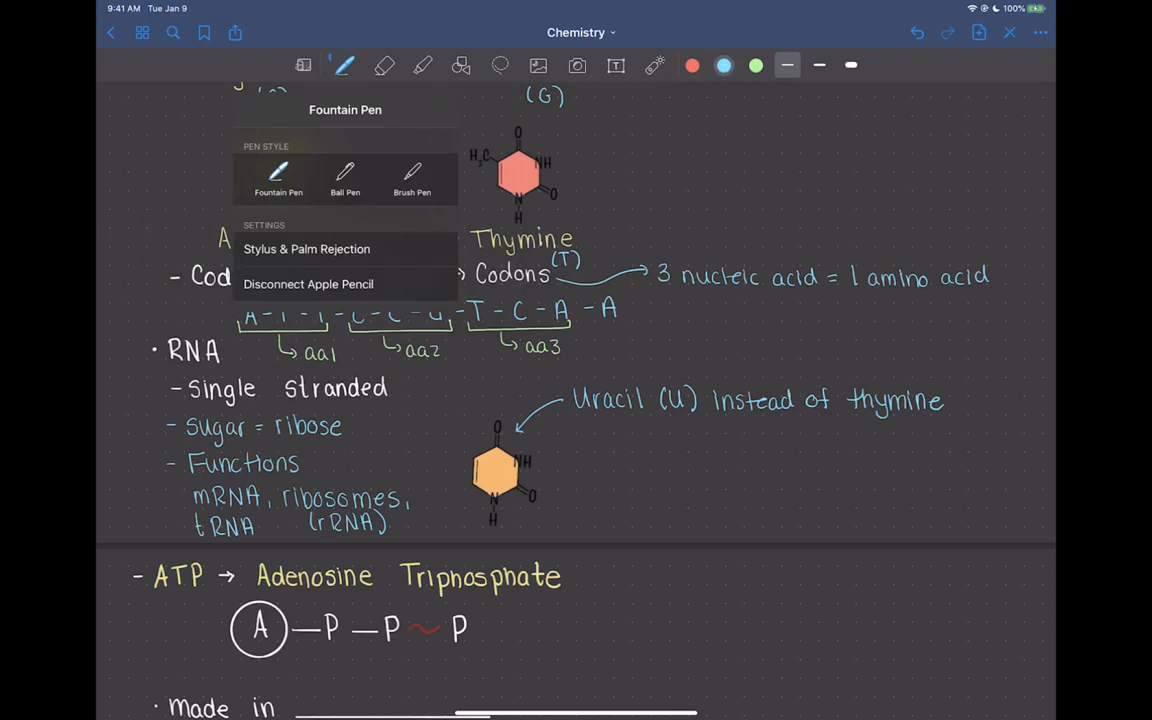 9:41 AM Tue Jan 9
100%
Chemistry
(G)
Fountain Pen
PEN STYLE
Fountain Pen Ball Pen Brush Pen
SETTINGS
Stylus & Palm Rejection
Disconnect Apple Pencil
O
H₃C NH
N O
H
A Thymine
(T)
- Cod Codons → 3 nucleic acid = 1 amino acid
A - T - T - C - C - G - T - C - A - A
↳ aa1 ↳ aa2 ↳ aa3
· RNA
- Single stranded
- Sugar = ribose
Uracil (U) instead of thymine
- Functions
mRNA, ribosomes,
tRNA (rRNA)
O
NH
N O
H
- ATP → Adenosine Triphosphate
A — P — P ~ P
· made in